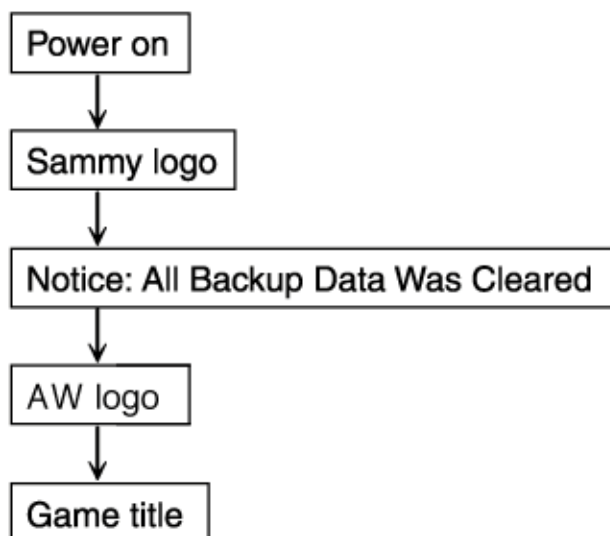 Power on
Sammy logo
Notice: All Backup Data Was Cleared
AW logo
Game title